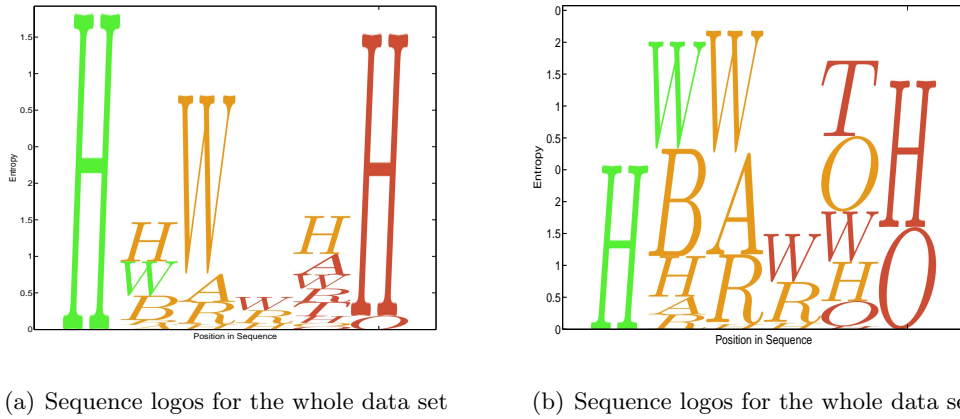 1.5
1
0.5
0
2
1.5
1
0.5
0
Entropy
Position in Sequence
H
H
W
B
W
A
R
W
H
A
W
H
O
0
2
1.5
1
0.5
0
2
1.5
1
0.5
0
Entropy
Position in Sequence
H
W
B
H
W
A
R
W
R
T
O
W
H
O
H
O
(a) Sequence logos for the whole data set
(b) Sequence logos for the whole data se